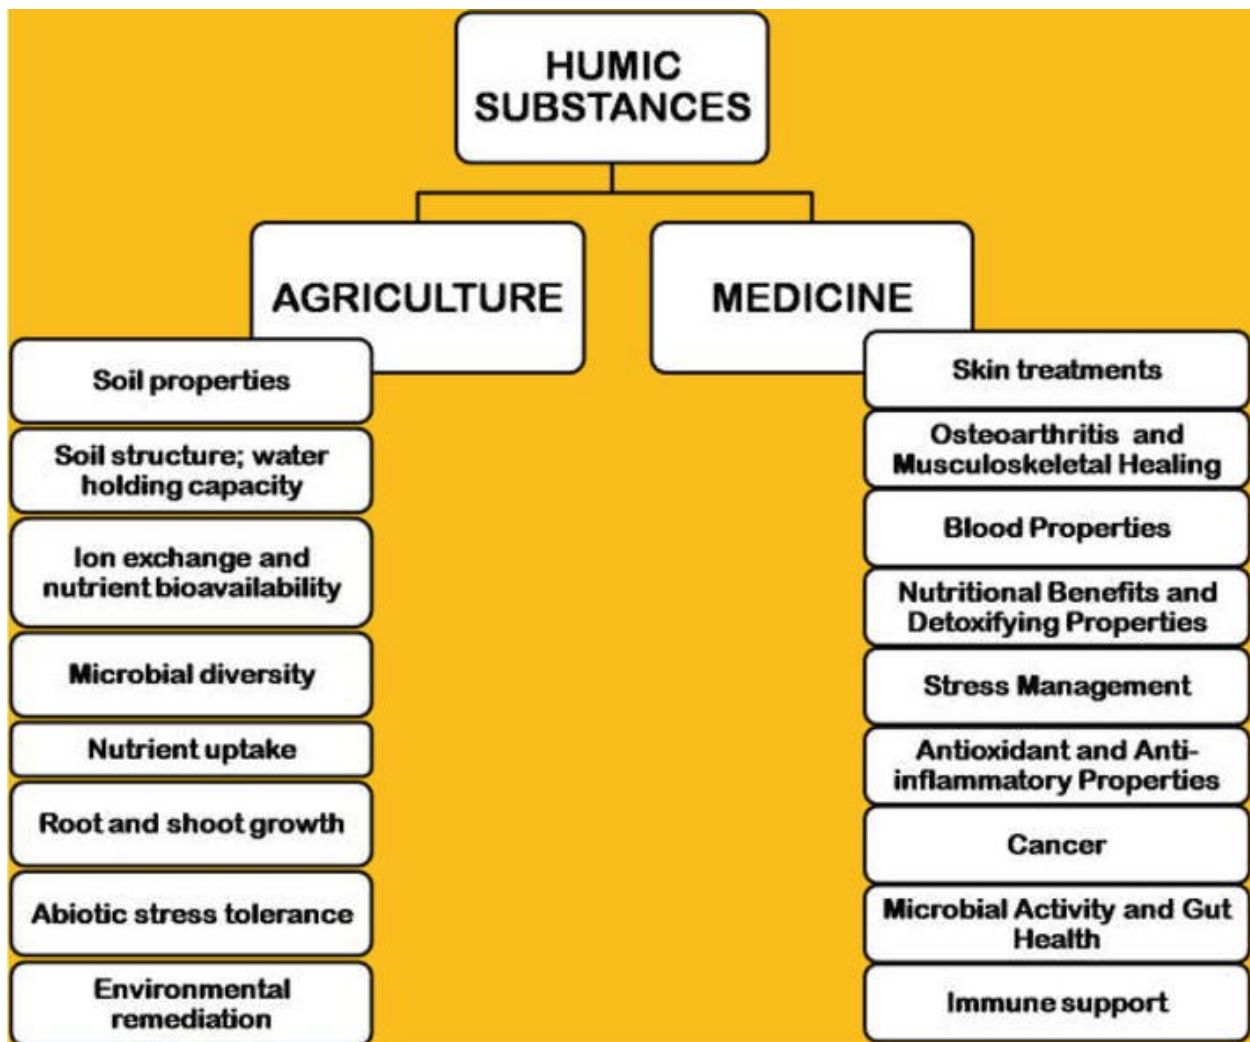 HUMIC
SUBSTANCES
AGRICULTURE
Soil properties
Soil structure; water
holding capacity
Ion exchange and
nutrient bioavailability
Microbial diversity
Nutrient uptake
Root and shoot growth
Abiotic stress tolerance
Environmental
remediation
MEDICINE
Skin treatments
Osteoarthritis and
Musculoskeletal Healing
Blood Properties
Nutritional Benefits and
Detoxifying Properties
Stress Management
Antioxidant and Anti-
inflammatory Properties
Cancer
Microbial Activity and Gut
Health
Immune support